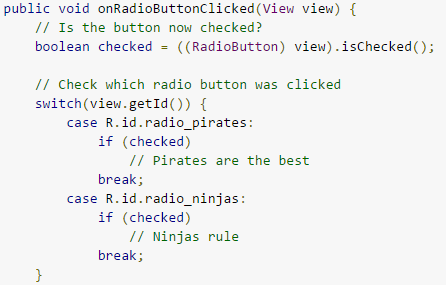 public void onRadioButtonClicked(View view) {
    // Is the button now checked?
    boolean checked = ((RadioButton) view).isChecked();

    // Check which radio button was clicked
    switch(view.getId()) {
        case R.id.radio_pirates:
            if (checked)
                // Pirates are the best
            break;
        case R.id.radio_ninjas:
            if (checked)
                // Ninjas rule
            break;
    }